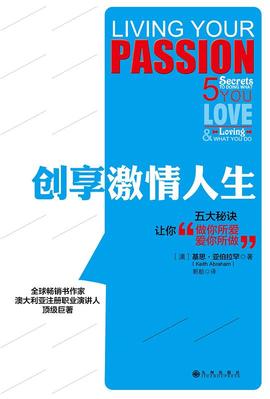 LIVING YOUR
PASSION
5 Secrets
TO DOING WHAT
YOU
LOVE
& Loving
WHAT YOU DO
创享激情人生
五大秘诀
让你“做你所爱
爱你所做”
[澳] 基思·亚伯拉罕 著
(Keith Abraham)
译
全球畅销书作家
澳大利亚注册职业演讲人
顶级巨著